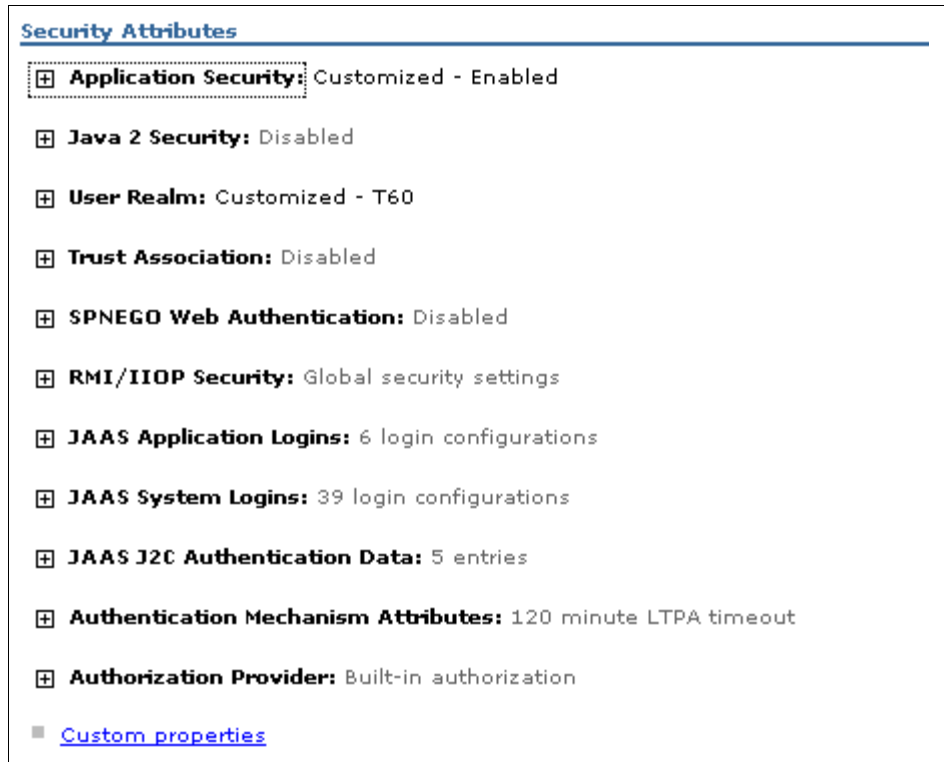 Security Attributes
Application Security: Customized - Enabled
Java 2 Security: Disabled
User Realm: Customized - T60
Trust Association: Disabled
SPNEGO Web Authentication: Disabled
RMI/IIOP Security: Global security settings
JAAS Application Logins: 6 login configurations
JAAS System Logins: 39 login configurations
JAAS J2C Authentication Data: 5 entries
Authentication Mechanism Attributes: 120 minute LTPA timeout
Authorization Provider: Built-in authorization
Custom properties